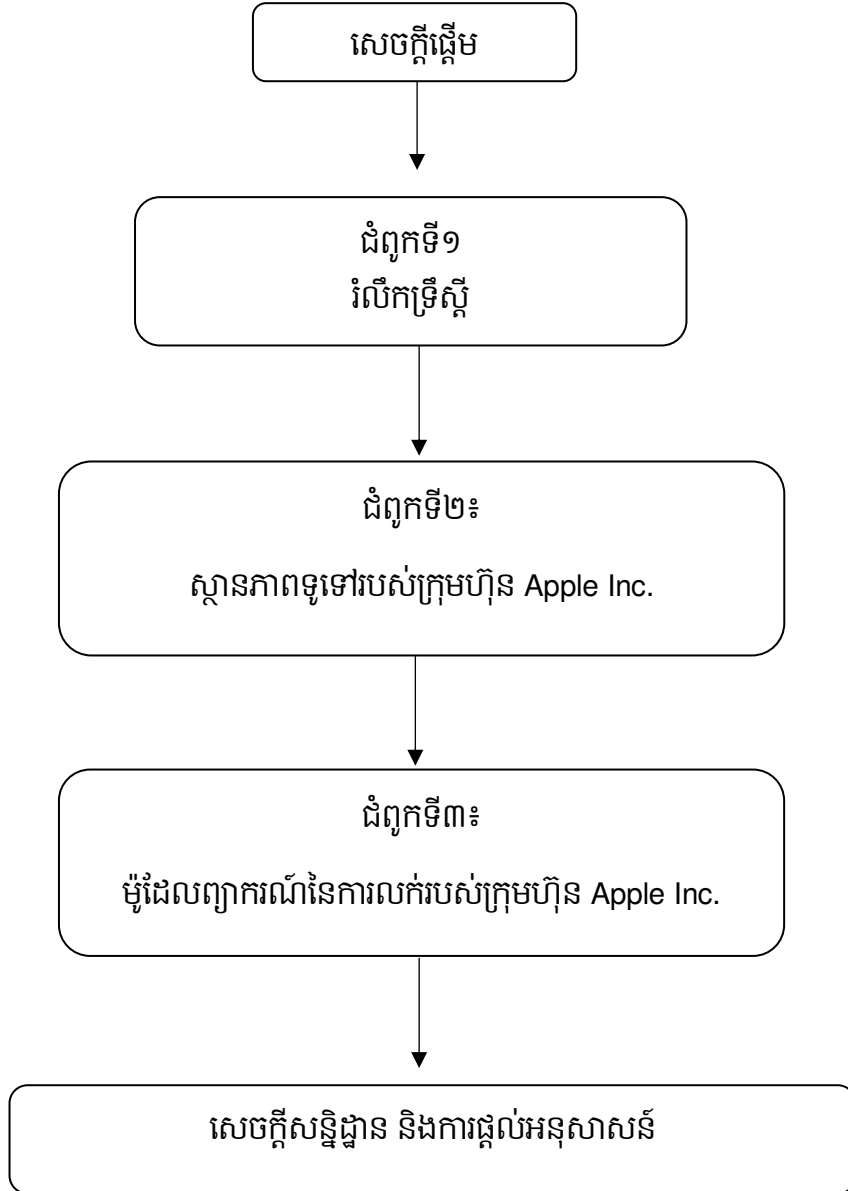 សេចក្តីផ្តើម
ជំពូកទី១
រំលឹកទ្រឹស្តី
ជំពូកទី២៖
ស្ថានភាពទូទៅរបស់ក្រុមហ៊ុន Apple Inc.
ជំពូកទី៣៖
ម៉ូដែលព្យាករណ៍នៃការលក់របស់ក្រុមហ៊ុន Apple Inc.
សេចក្តីសន្និដ្ឋាន និងការផ្តល់អនុសាសន៍